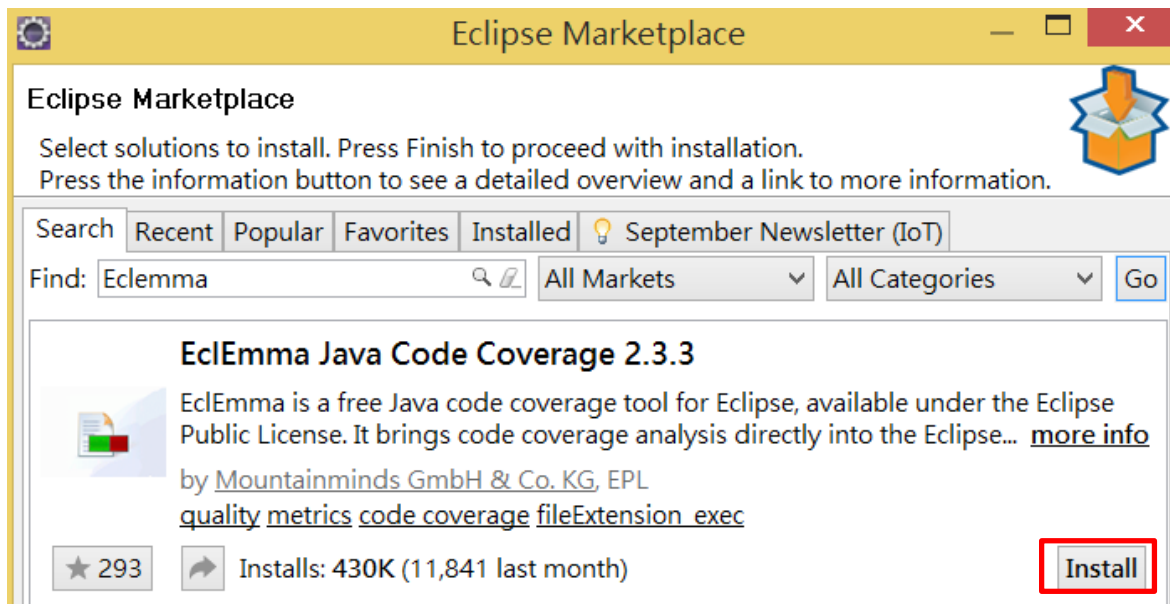 Eclipse Marketplace
Eclipse Marketplace
Select solutions to install. Press Finish to proceed with installation.
Press the information button to see a detailed overview and a link to more information.
Search Recent Popular Favorites Installed September Newsletter (IoT)
Find: Eclemma All Markets All Categories Go
EclEmma Java Code Coverage 2.3.3
EclEmma is a free Java code coverage tool for Eclipse, available under the Eclipse
Public License. It brings code coverage analysis directly into the Eclipse... more info
by Mountainminds GmbH & Co. KG, EPL
quality metrics code coverage fileExtension_exec
293 Installs: 430K (11,841 last month) Install